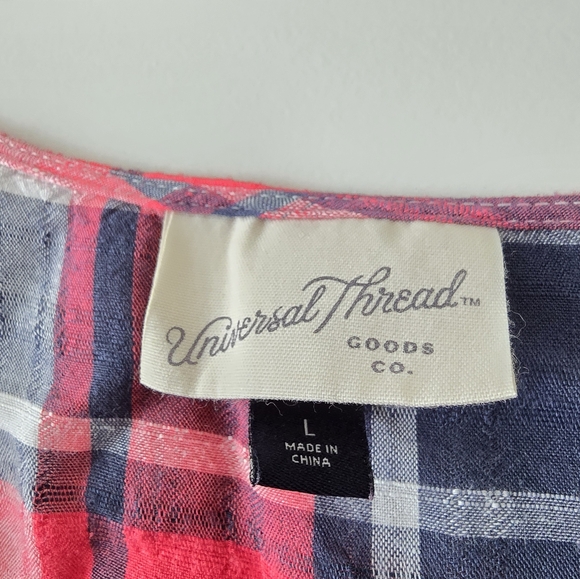 Universal Thread™
GOODS
CO.
L
MADE IN
CHINA